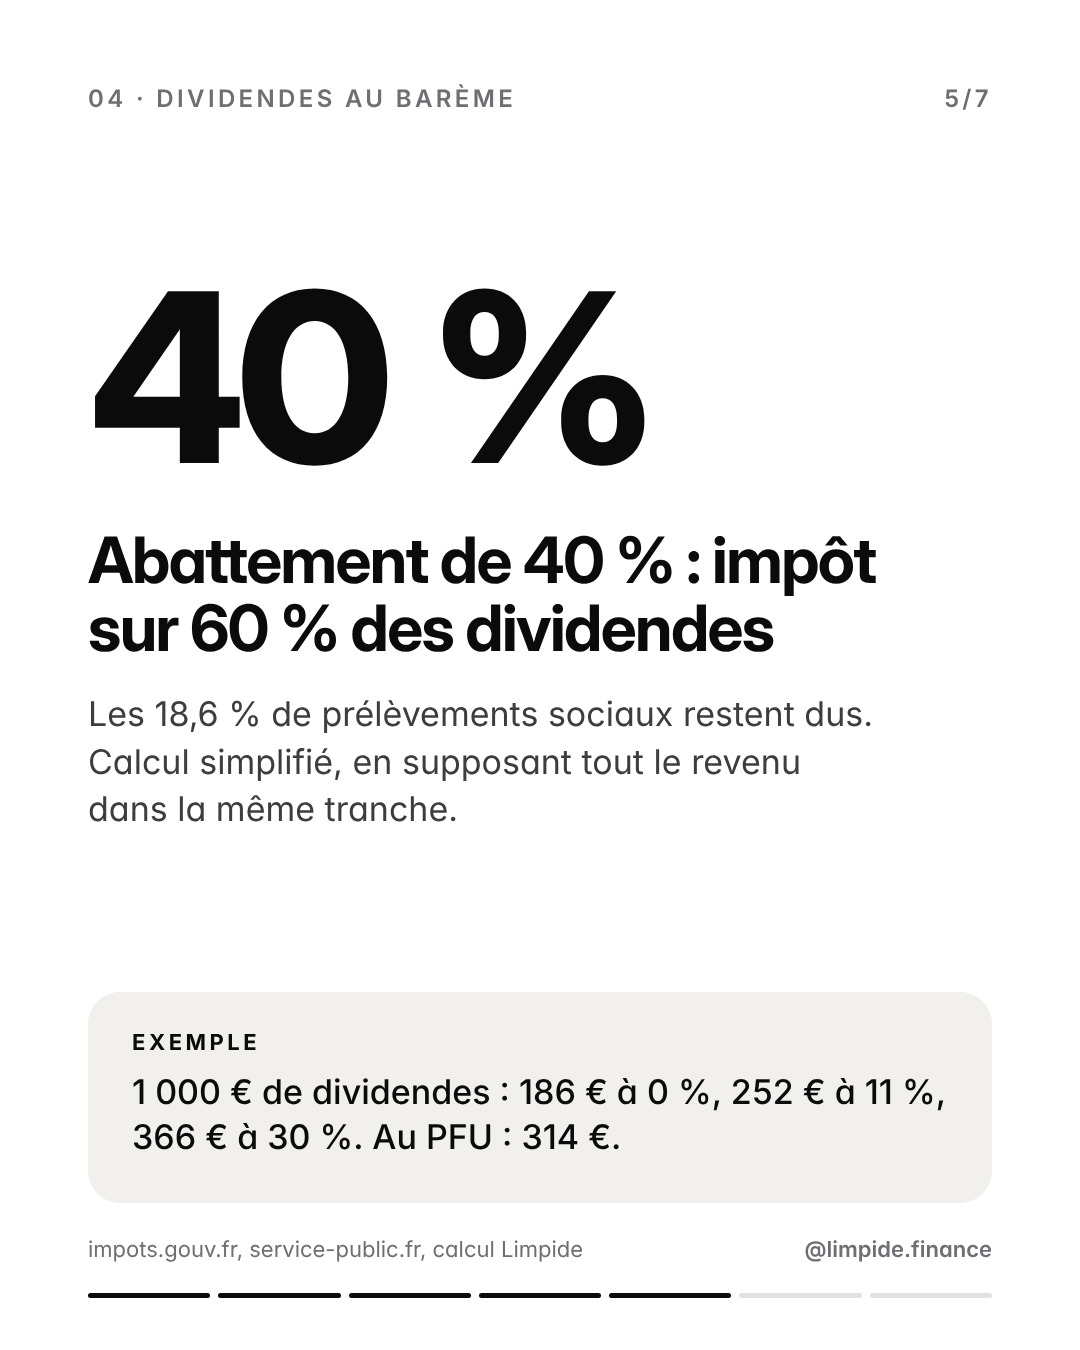 04 · DIVIDENDES AU BARÈME
5/7
40 %
Abattement de 40 % : impôt
sur 60 % des dividendes
Les 18,6 % de prélèvements sociaux restent dus.
Calcul simplifié, en supposant tout le revenu
dans la même tranche.
EXEMPLE
1 000 € de dividendes : 186 € à 0 %, 252 € à 11 %,
366 € à 30 %. Au PFU : 314 €.
impots.gouv.fr, service-public.fr, calcul Limpide
@limpide.finance